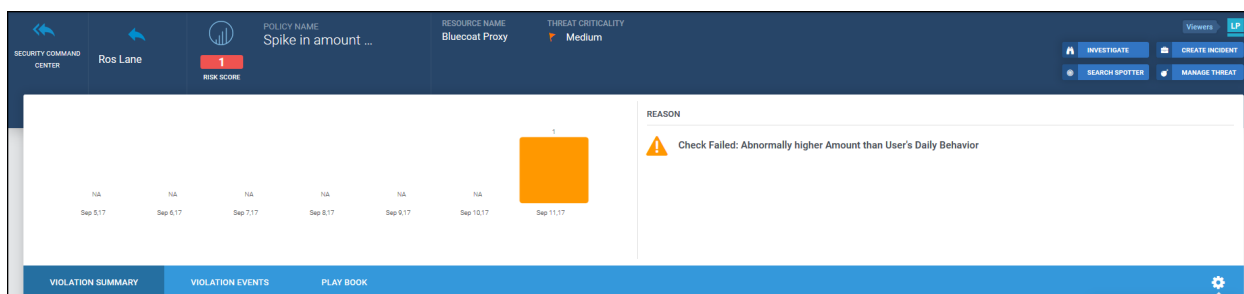 SECURITY COMMAND
CENTER
Ros Lane
1
RISK SCORE
POLICY NAME
Spike in amount ...
RESOURCE NAME
Bluecoat Proxy
THREAT CRITICALITY
Medium
Viewers
LP
INVESTIGATE
CREATE INCIDENT
SEARCH SPOTTER
MANAGE THREAT
1
NA
NA
NA
NA
NA
NA
Sep 5,17
Sep 6,17
Sep 7,17
Sep 8,17
Sep 9,17
Sep 10,17
Sep 11,17
REASON
Check Failed: Abnormally higher Amount than User's Daily Behavior
VIOLATION SUMMARY
VIOLATION EVENTS
PLAY BOOK